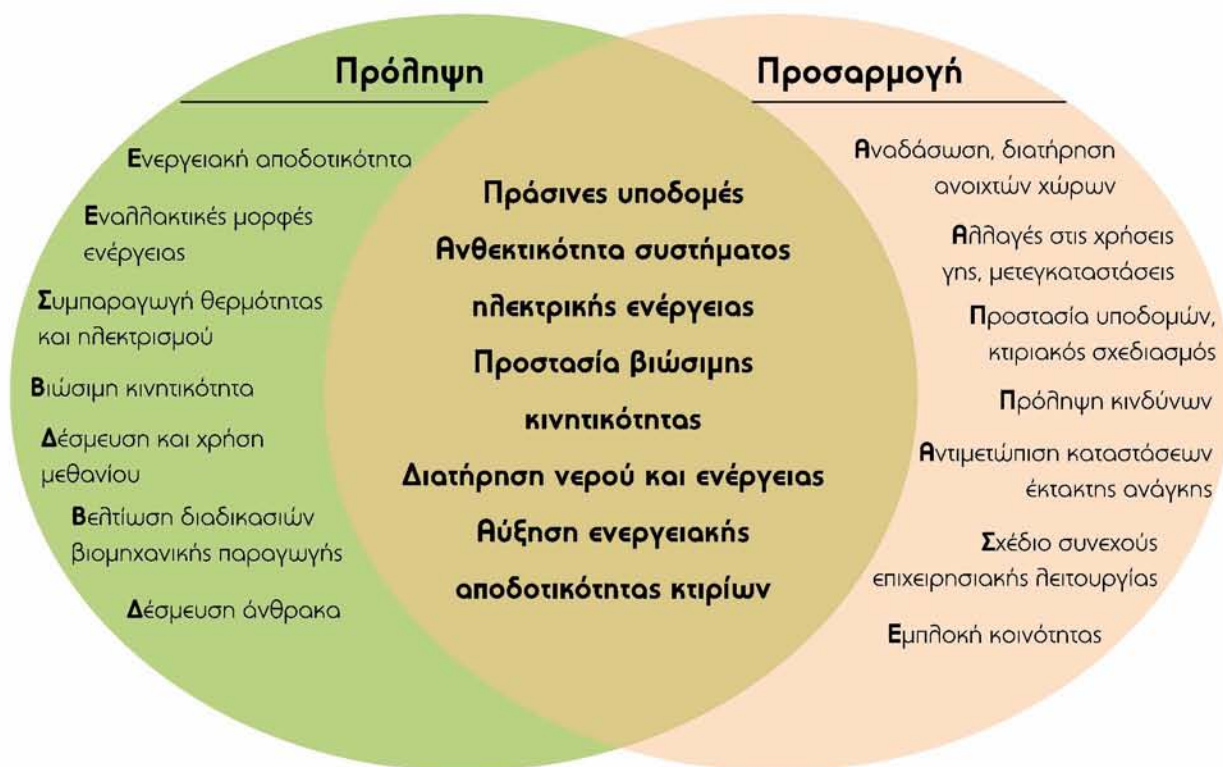 Πρόληψη
Ενεργειακή αποδοτικότητα
Εναλλακτικές μορφές
ενέργειας
Συμπαραγωγή θερμότητας
και ηλεκτρισμού
Βιώσιμη κινητικότητα
Δέσμευση και χρήση
μεθανίου
Βελτίωση διαδικασιών
βιομηχανικής παραγωγής
Δέσμευση άνθρακα
Πράσινες υποδομές
Ανθεκτικότητα συστήματος
ηλεκτρικής ενέργειας
Προστασία βιώσιμης
κινητικότητας
Διατήρηση νερού και ενέργειας
Αύξηση ενεργειακής
αποδοτικότητας κτιρίων
Προσαρμογή
Αναδάσωση, διατήρηση
ανοιχτών χώρων
Αλλαγές στις χρήσεις
γης, μετεγκαταστάσεις
Προστασία υποδομών,
κτιριακός σχεδιασμός
Πρόληψη κινδύνων
Αντιμετώπιση καταστάσεων
έκτακτης ανάγκης
Σχέδιο συνεχούς
επιχειρησιακής λειτουργίας
Εμπλοκή κοινότητας